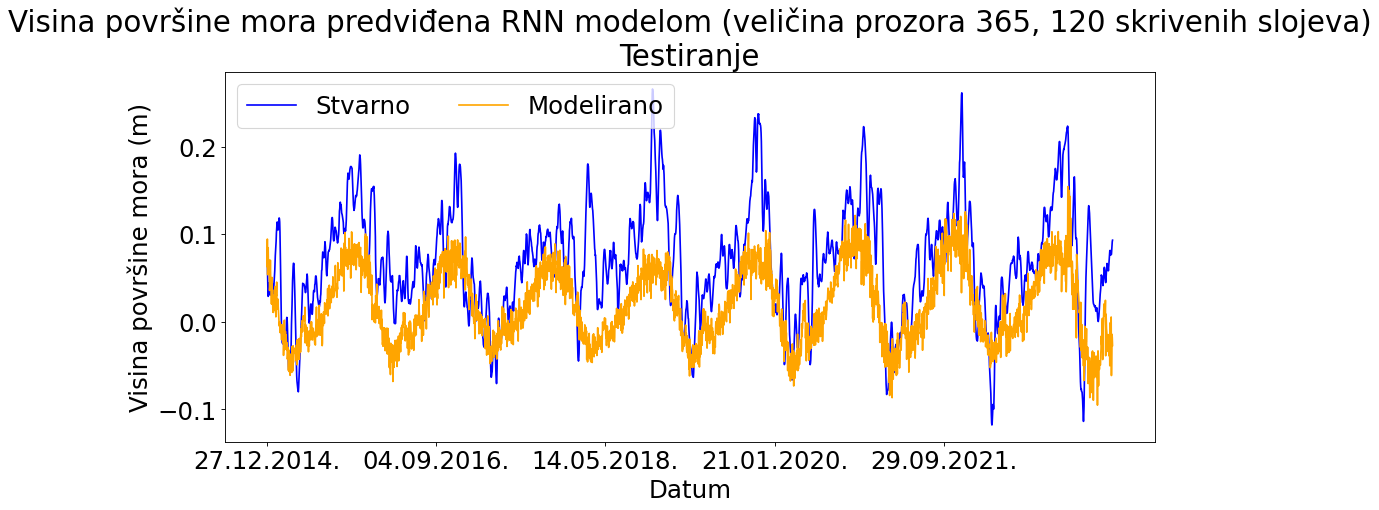 Visina površine mora predviđena RNN modelom (veličina prozora 365, 120 skrivenih slojeva)
Testiranje
Stvarno
Modelirano
Visina površine mora (m)
0.2
0.1
0.0
−0.1
27.12.2014.
04.09.2016.
14.05.2018.
21.01.2020.
29.09.2021.
Datum